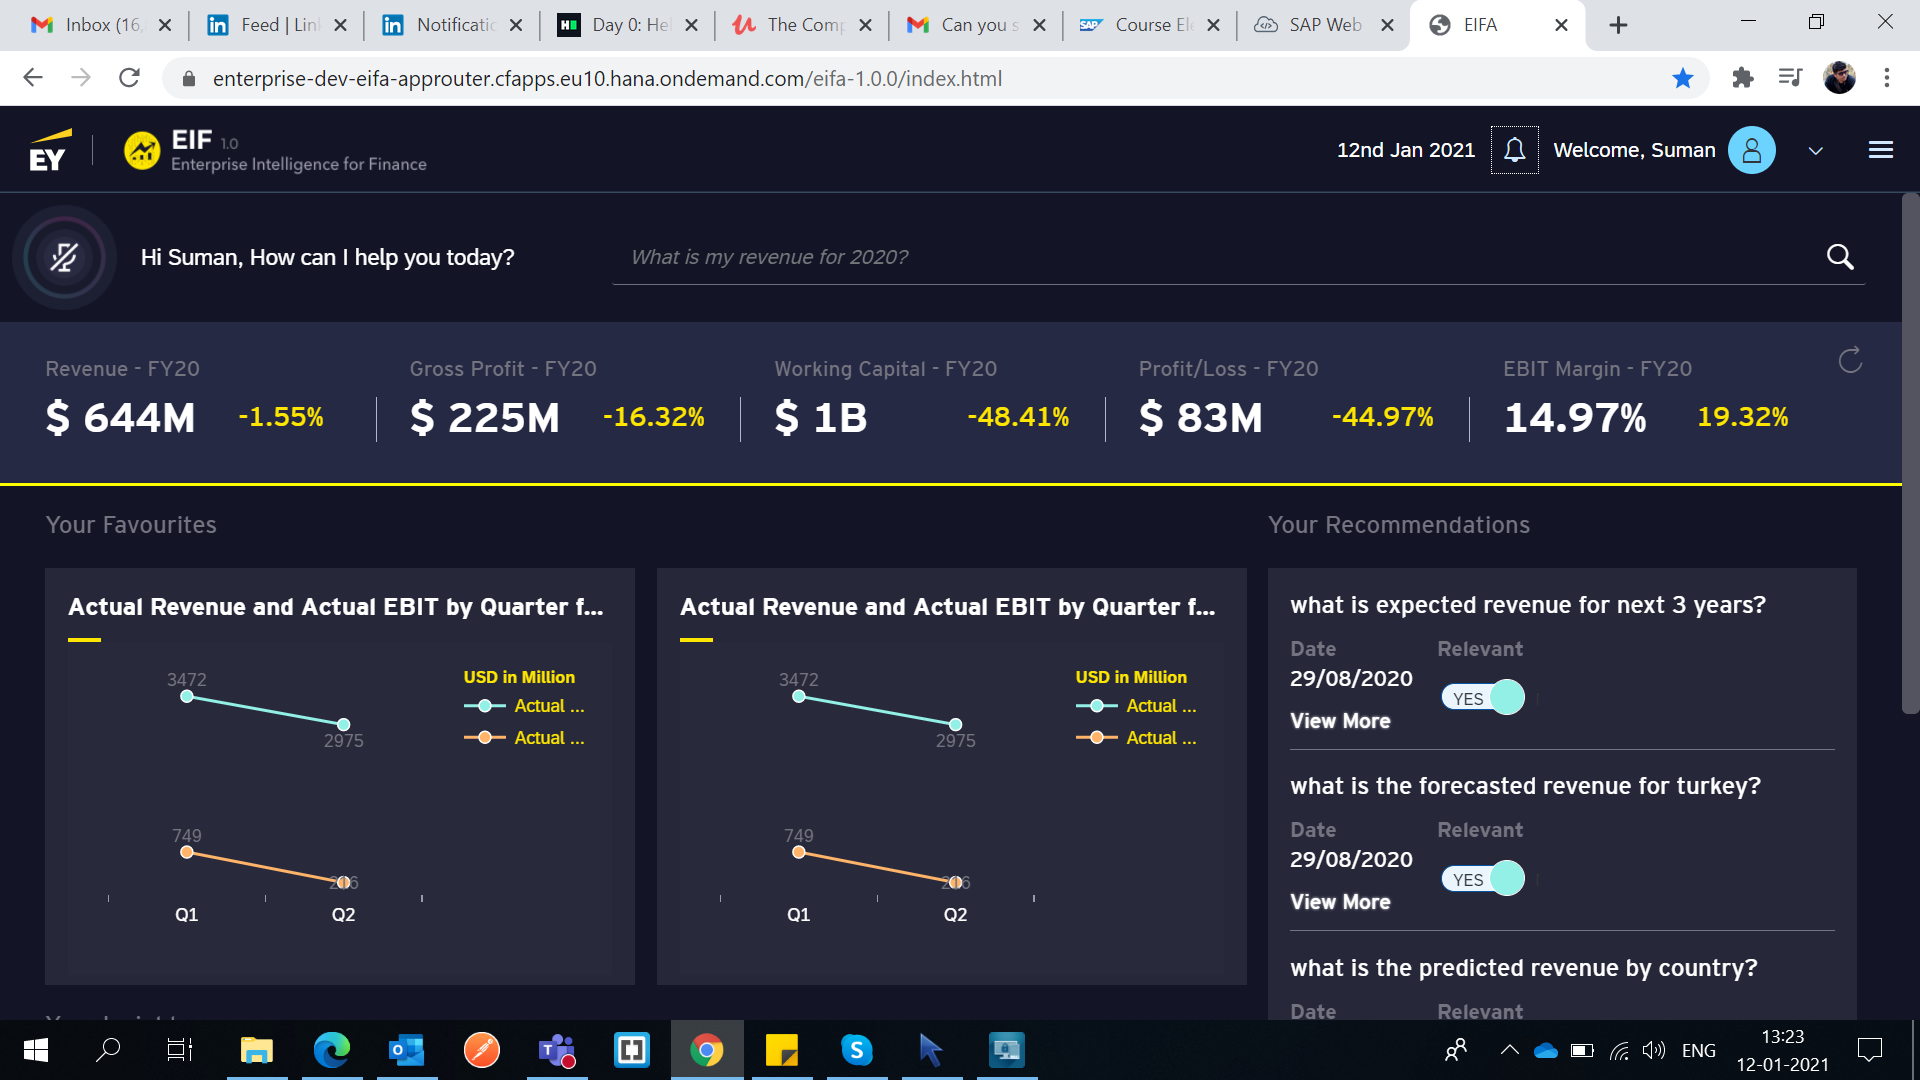 Inbox (16,
Feed | Lin
Notificatio
Day 0: He
The Comp
Can you s
Course Ele
SAP Web
EIFA
enterprise-dev-eifa-approuter.cfapps.eu10.hana.ondemand.com/eifa-1.0.0/index.html
EY
EIF 1.0
Enterprise Intelligence for Finance
12nd Jan 2021
Welcome, Suman
Hi Suman, How can I help you today?
What is my revenue for 2020?
Revenue - FY20
$ 644M -1.55%
Gross Profit - FY20
$ 225M -16.32%
Working Capital - FY20
$ 1B -48.41%
Profit/Loss - FY20
$ 83M -44.97%
EBIT Margin - FY20
14.97% 19.32%
Your Favourites
Actual Revenue and Actual EBIT by Quarter f...
USD in Million
Actual ...
Actual ...
3472
2975
749
Q1 Q2
Actual Revenue and Actual EBIT by Quarter f...
USD in Million
Actual ...
Actual ...
3472
2975
749
Q1 Q2
Your Recommendations
what is expected revenue for next 3 years?
Date Relevant
29/08/2020 YES
View More
what is the forecasted revenue for turkey?
Date Relevant
29/08/2020 YES
View More
what is the predicted revenue by country?
Date Relevant
ENG
13:23
12-01-2021